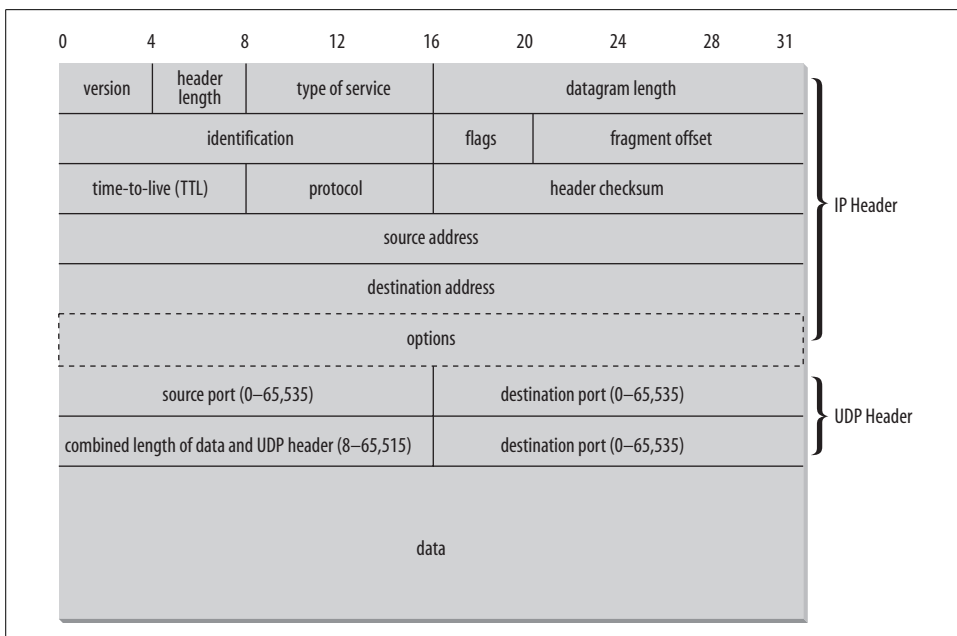 0 4 8 12 16 20 24 28 31
version header length type of service datagram length
identification flags fragment offset
time-to-live (TTL) protocol header checksum
IP Header
source address
destination address
options
source port (0–65,535) destination port (0–65,535)
UDP Header
combined length of data and UDP header (8–65,515) destination port (0–65,535)
data